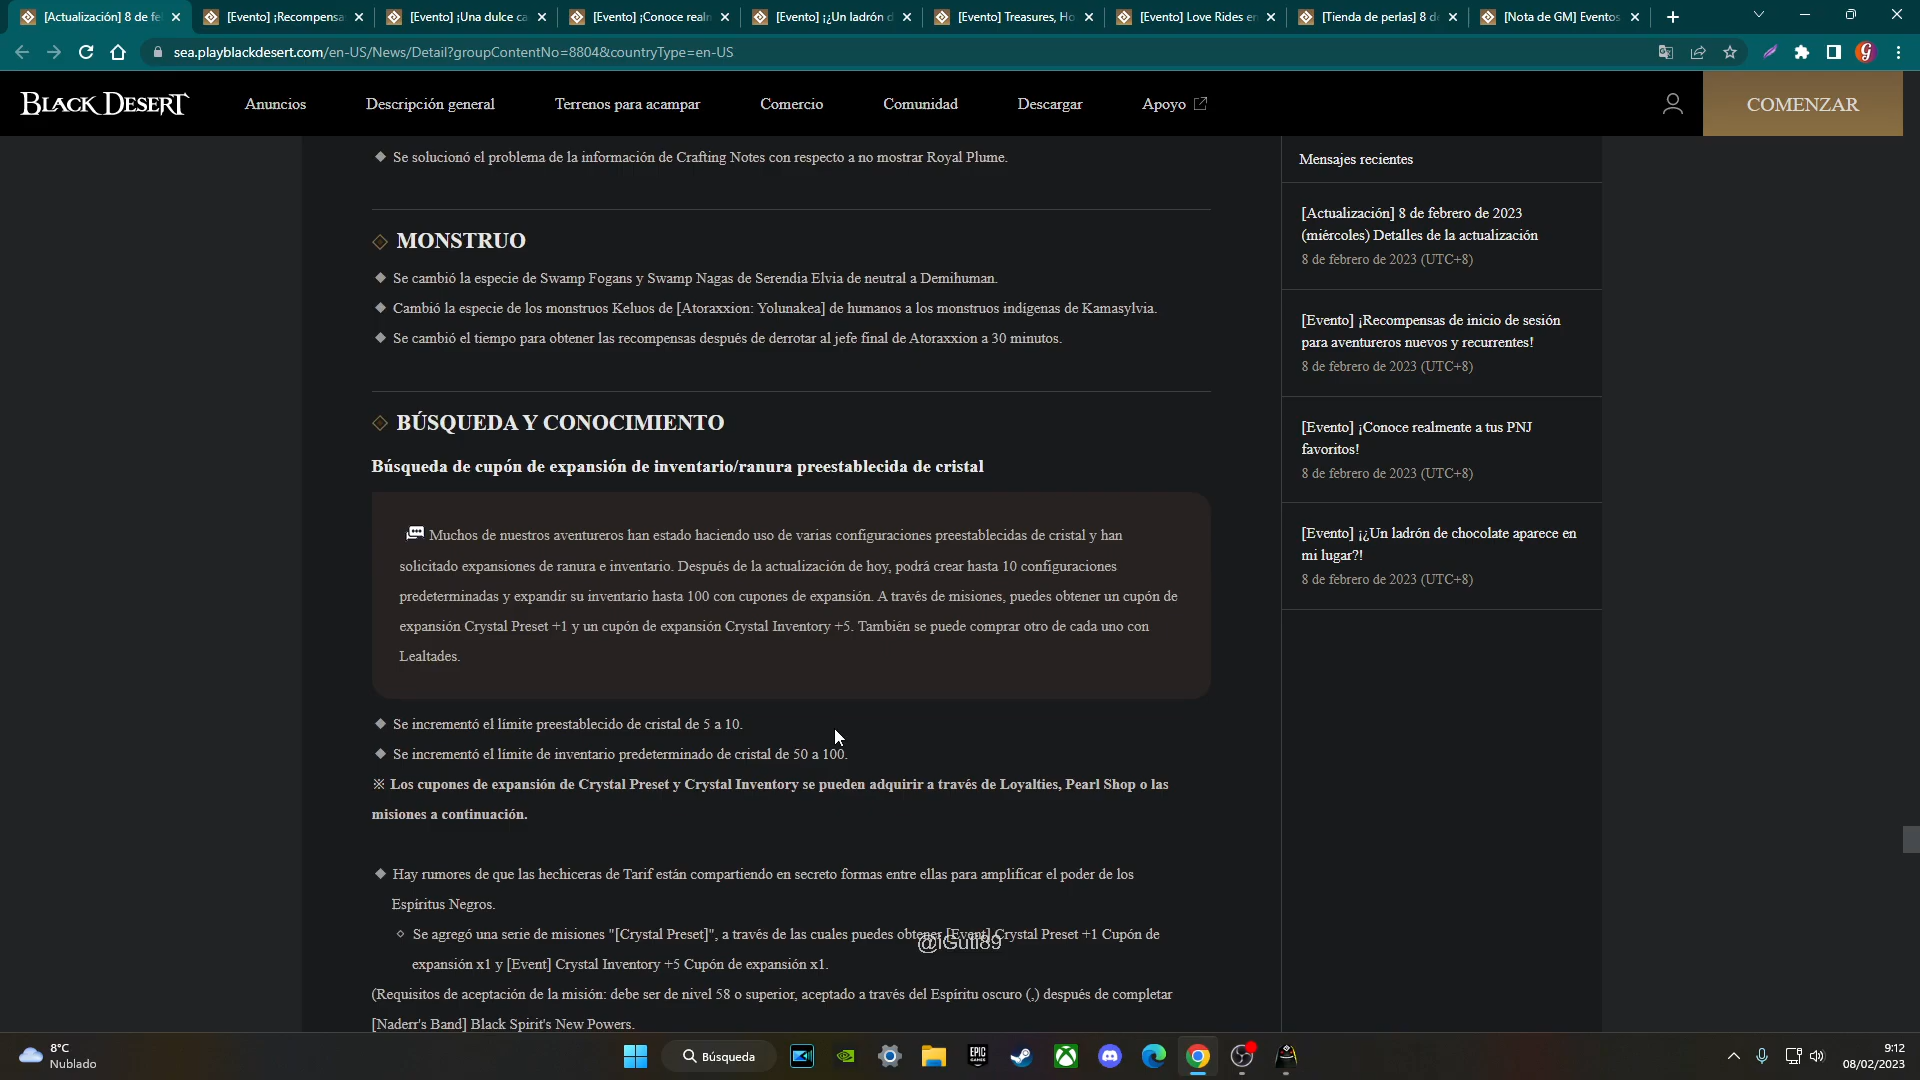 [Actualización] 8 de fe
[Evento] ¡Recompensa
[Evento] ¡Una dulce ca
[Evento] ¡Conoce realm
[Evento] ¡¿Un ladrón d
[Evento] Treasures, Ho
[Evento] Love Rides en
[Tienda de perlas] 8 d
[Nota de GM] Eventos
sea.playblackdesert.com/en-US/News/Detail?groupContentNo=8804&countryType=en-US
BLACK DESERT
Anuncios
Descripción general
Terrenos para acampar
Comercio
Comunidad
Descargar
Apoyo
COMENZAR
Se solucionó el problema de la información de Crafting Notes con respecto a no mostrar Royal Plume.
MONSTRUO
Se cambió la especie de Swamp Fogans y Swamp Nagas de Serendia Elvia de neutral a Demihuman.
Cambió la especie de los monstruos Keluos de [Atoraxxion: Yolunakea] de humanos a los monstruos indígenas de Kamasylvia.
Se cambió el tiempo para obtener las recompensas después de derrotar al jefe final de Atoraxxion a 30 minutos.
BÚSQUEDA Y CONOCIMIENTO
Búsqueda de cupón de expansión de inventario/ranura preestablecida de cristal
Muchos de nuestros aventureros han estado haciendo uso de varias configuraciones preestablecidas de cristal y han
solicitado expansiones de ranura e inventario. Después de la actualización de hoy, podrá crear hasta 10 configuraciones
predeterminadas y expandir su inventario hasta 100 con cupones de expansión. A través de misiones, puedes obtener un cupón de
expansión Crystal Preset +1 y un cupón de expansión Crystal Inventory +5. También se puede comprar otro de cada uno con
Lealtades.
Se incrementó el límite preestablecido de cristal de 5 a 10.
Se incrementó el límite de inventario predeterminado de cristal de 50 a 100.
※ Los cupones de expansión de Crystal Preset y Crystal Inventory se pueden adquirir a través de Loyalties, Pearl Shop o las
misiones a continuación.
Hay rumores de que las hechiceras de Tarif están compartiendo en secreto formas entre ellas para amplificar el poder de los
Espíritus Negros.
Se agregó una serie de misiones "[Crystal Preset]", a través de las cuales puedes obtener [Event] Crystal Preset +1 Cupón de
expansión x1 y [Event] Crystal Inventory +5 Cupón de expansión x1.
(Requisitos de aceptación de la misión: debe ser de nivel 58 o superior, aceptado a través del Espíritu oscuro (,) después de completar
[Naderr's Band] Black Spirit's New Powers.
@iGuti89
Mensajes recientes
[Actualización] 8 de febrero de 2023
(miércoles) Detalles de la actualización
8 de febrero de 2023 (UTC+8)
[Evento] ¡Recompensas de inicio de sesión
para aventureros nuevos y recurrentes!
8 de febrero de 2023 (UTC+8)
[Evento] ¡Conoce realmente a tus PNJ
favoritos!
8 de febrero de 2023 (UTC+8)
[Evento] ¡¿Un ladrón de chocolate aparece en
mi lugar?!
8 de febrero de 2023 (UTC+8)
8°C
Nublado
Búsqueda
EPIC
GAMES
9:12
08/02/2023